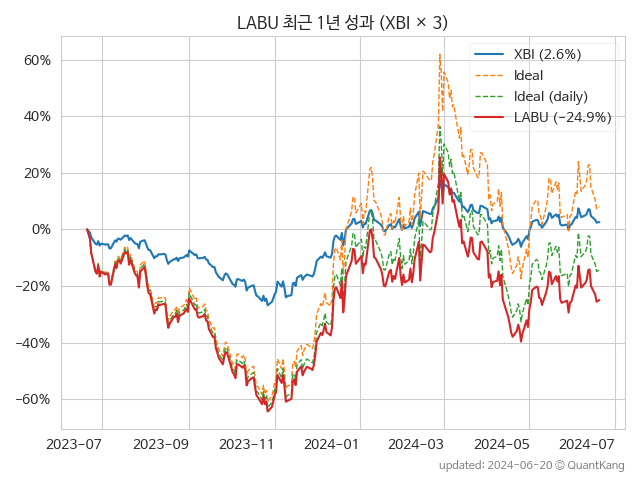 LABU 최근 1년 성과 (XBI × 3)
XBI (2.6%)
Ideal
Ideal (daily)
LABU (−24.9%)
60%
40%
20%
0%
−20%
−40%
−60%
2023−07
2023−09
2023−11
2024−01
2024−03
2024−05
2024−07
updated: 2024-06-20 © QuantKang